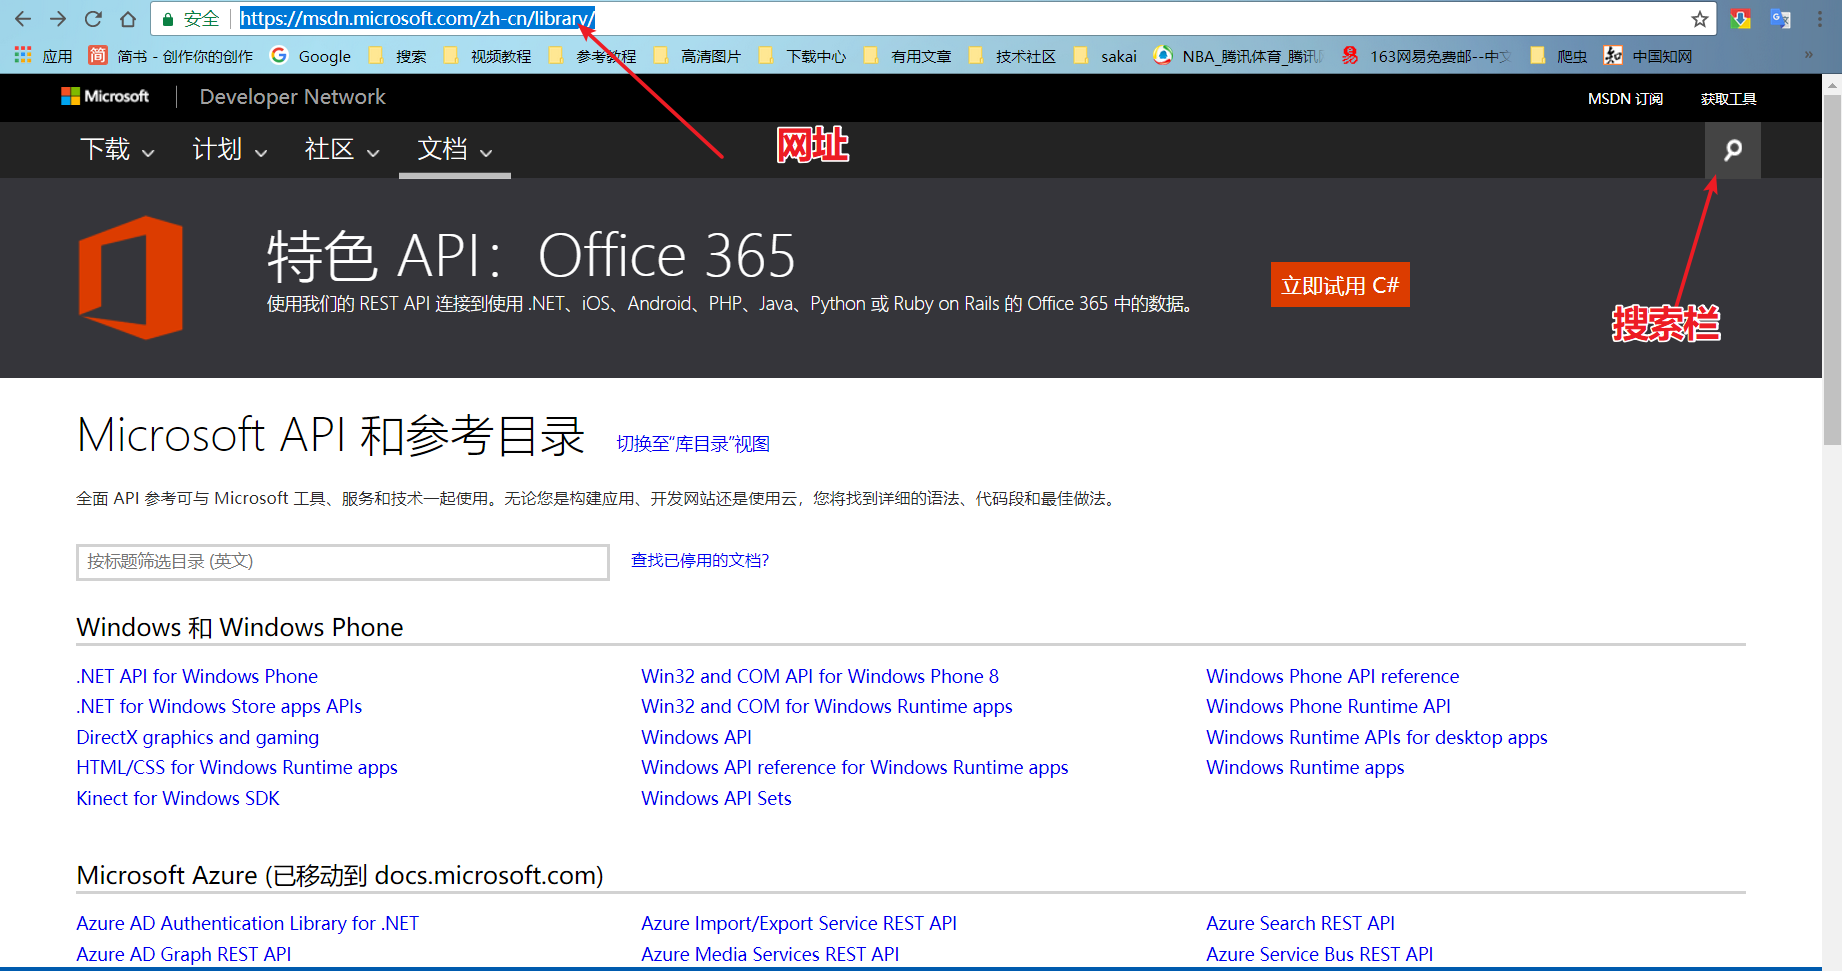 安全 https://msdn.microsoft.com/zh-cn/library/
应用 简 简书 - 创作你的创作 Google 搜索 视频教程 参考教程 高清图片 下载中心 有用文章 技术社区 sakai NBA_腾讯体育_腾讯 163网易免费邮--中文 爬虫 知 中国知网 »
Microsoft Developer Network MSDN 订阅 获取工具
下载 计划 社区 文档
网址
特色 API：Office 365
使用我们的 REST API 连接到使用 .NET、iOS、Android、PHP、Java、Python 或 Ruby on Rails 的 Office 365 中的数据。
立即试用 C#
搜索栏
Microsoft API 和参考目录 切换至“库目录”视图
全面 API 参考可与 Microsoft 工具、服务和技术一起使用。无论您是构建应用、开发网站还是使用云，您将找到详细的语法、代码段和最佳做法。
按标题筛选目录 (英文) 查找已停用的文档?
Windows 和 Windows Phone
.NET API for Windows Phone Win32 and COM API for Windows Phone 8 Windows Phone API reference
.NET for Windows Store apps APIs Win32 and COM for Windows Runtime apps Windows Phone Runtime API
DirectX graphics and gaming Windows API Windows Runtime APIs for desktop apps
HTML/CSS for Windows Runtime apps Windows API reference for Windows Runtime apps Windows Runtime apps
Kinect for Windows SDK Windows API Sets
Microsoft Azure (已移动到 docs.microsoft.com)
Azure AD Authentication Library for .NET Azure Import/Export Service REST API Azure Search REST API
Azure AD Graph REST API Azure Media Services REST API Azure Service Bus REST API